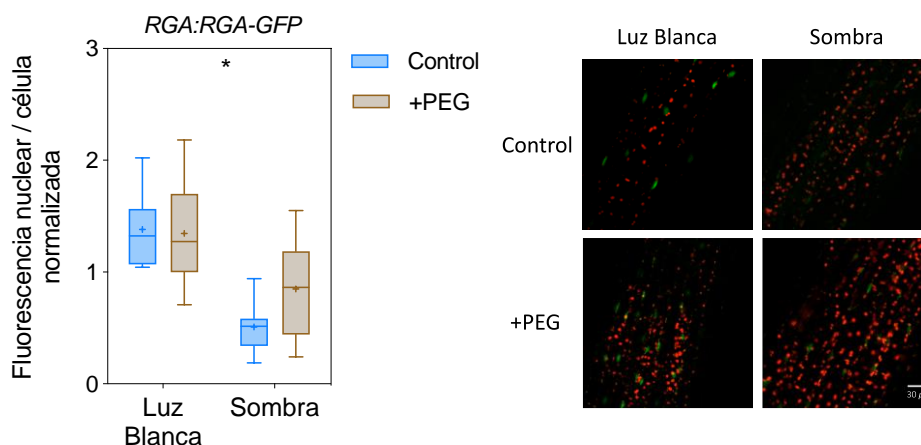 RGA:RGA-GFP
*
Control
+PEG
Fluorescencia nuclear / célula
normalizada
3
2
1
0
Luz
Blanca
Sombra
Luz Blanca
Sombra
Control
+PEG
30